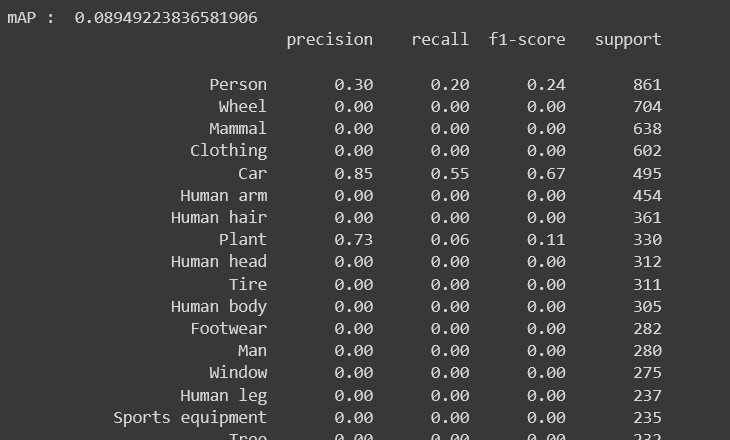 mAP :  0.08949223836581906
precision recall f1-score support
Person 0.30 0.20 0.24 861
Wheel 0.00 0.00 0.00 704
Mammal 0.00 0.00 0.00 638
Clothing 0.00 0.00 0.00 602
Car 0.85 0.55 0.67 495
Human arm 0.00 0.00 0.00 454
Human hair 0.00 0.00 0.00 361
Plant 0.73 0.06 0.11 330
Human head 0.00 0.00 0.00 312
Tire 0.00 0.00 0.00 311
Human body 0.00 0.00 0.00 305
Footwear 0.00 0.00 0.00 282
Man 0.00 0.00 0.00 280
Window 0.00 0.00 0.00 275
Human leg 0.00 0.00 0.00 237
Sports equipment 0.00 0.00 0.00 235
Tree 0.00 0.00 0.00 232